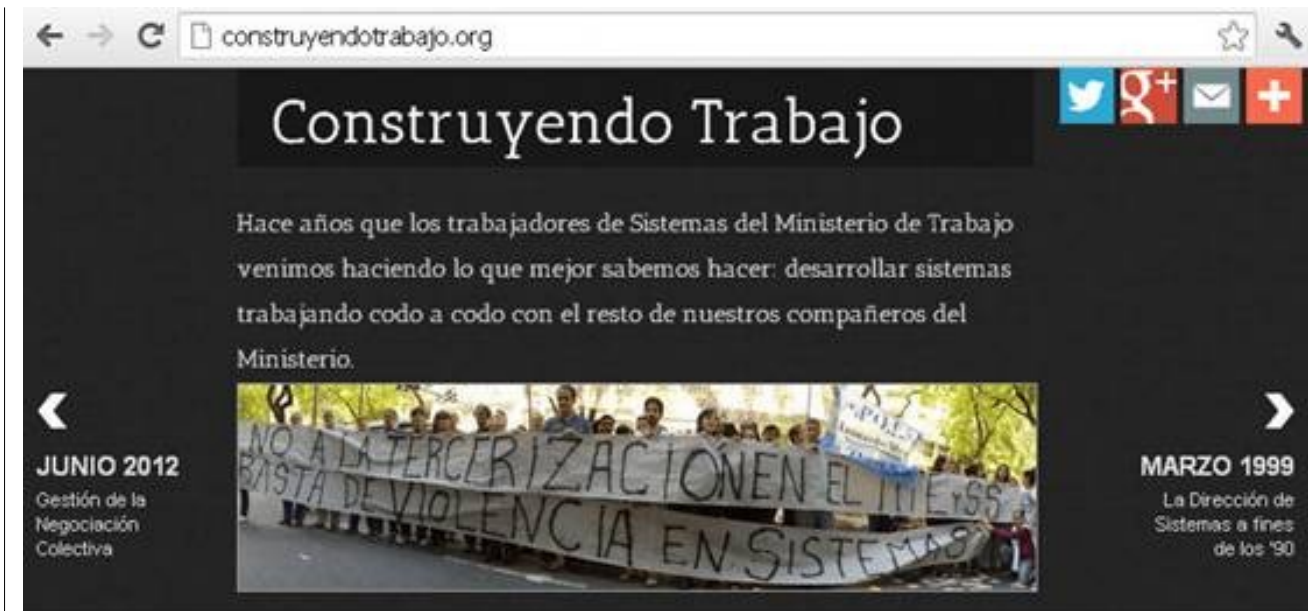 construyendotrabajo.org
Construyendo Trabajo
Hace años que los trabajadores de Sistemas del Ministerio de Trabajo
venimos haciendo lo que mejor sabemos hacer: desarrollar sistemas
trabajando codo a codo con el resto de nuestros compañeros del
Ministerio.
NO A LA TERCERIZACION EN EL MTEySS
BASTA DE VIOLENCIA EN SISTEMAS
JUNIO 2012
Gestión de la
Negociación
Colectiva
MARZO 1999
La Dirección de
Sistemas a fines
de los '90